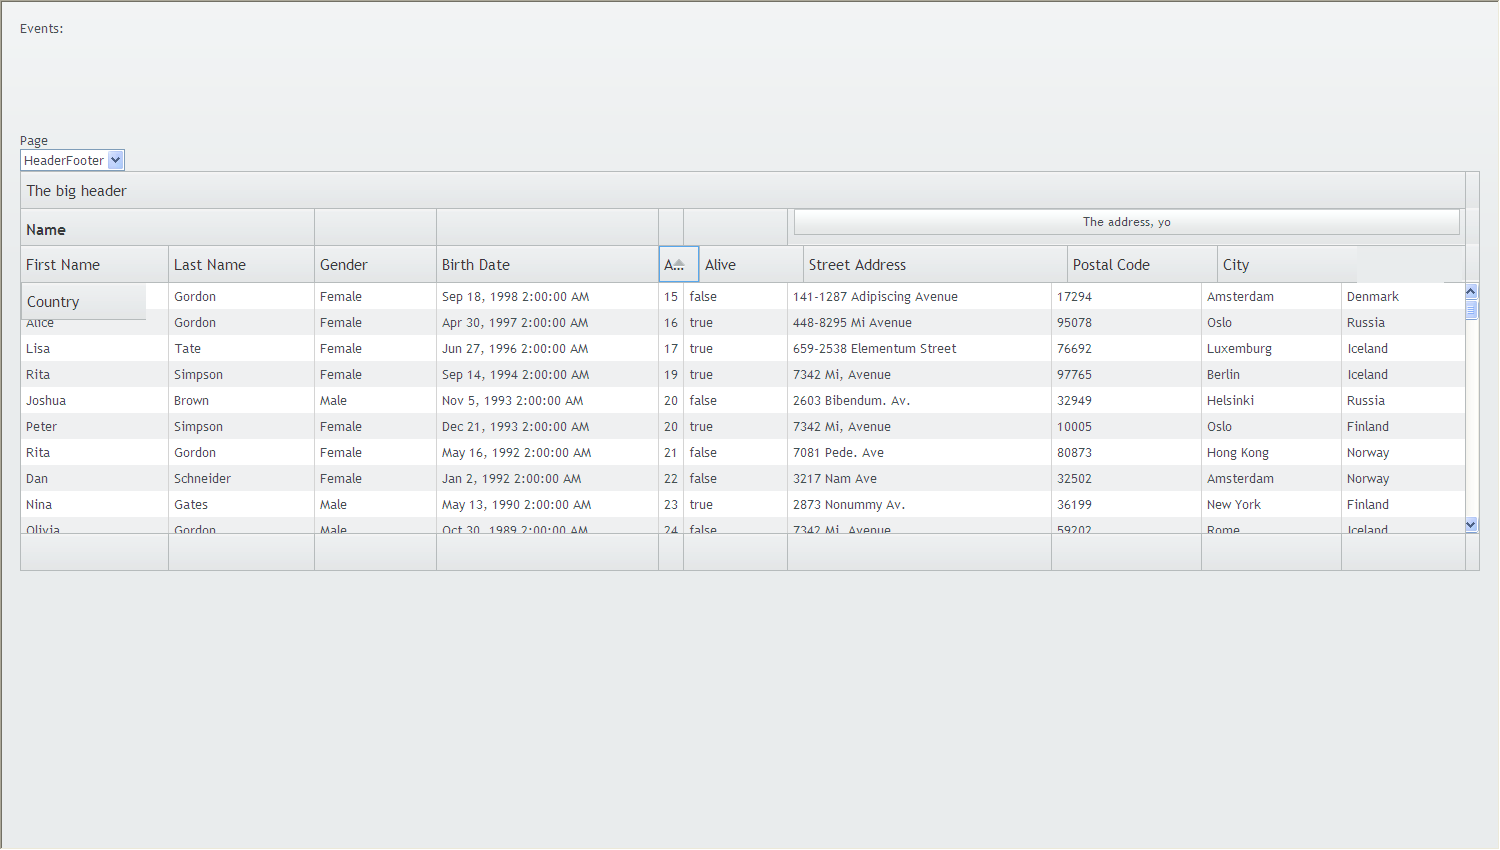 Events:
Page
HeaderFooter
The big header
Name The address, yo
First Name Last Name Gender Birth Date A... Alive Street Address Postal Code City
Country Gordon Female Sep 18, 1998 2:00:00 AM 15 false 141-1287 Adipiscing Avenue 17294 Amsterdam Denmark
Alice Gordon Female Apr 30, 1997 2:00:00 AM 16 true 448-8295 Mi Avenue 95078 Oslo Russia
Lisa Tate Female Jun 27, 1996 2:00:00 AM 17 true 659-2538 Elementum Street 76692 Luxemburg Iceland
Rita Simpson Female Sep 14, 1994 2:00:00 AM 19 true 7342 Mi, Avenue 97765 Berlin Iceland
Joshua Brown Male Nov 5, 1993 2:00:00 AM 20 false 2603 Bibendum. Av. 32949 Helsinki Russia
Peter Simpson Female Dec 21, 1993 2:00:00 AM 20 true 7342 Mi, Avenue 10005 Oslo Finland
Rita Gordon Female May 16, 1992 2:00:00 AM 21 false 7081 Pede. Ave 80873 Hong Kong Norway
Dan Schneider Female Jan 2, 1992 2:00:00 AM 22 false 3217 Nam Ave 32502 Amsterdam Norway
Nina Gates Male May 13, 1990 2:00:00 AM 23 true 2873 Nonummy Av. 36199 New York Finland
Olivia Gordon Male Oct 30, 1989 2:00:00 AM 24 false 7342 Mi, Avenue 59202 Rome Iceland